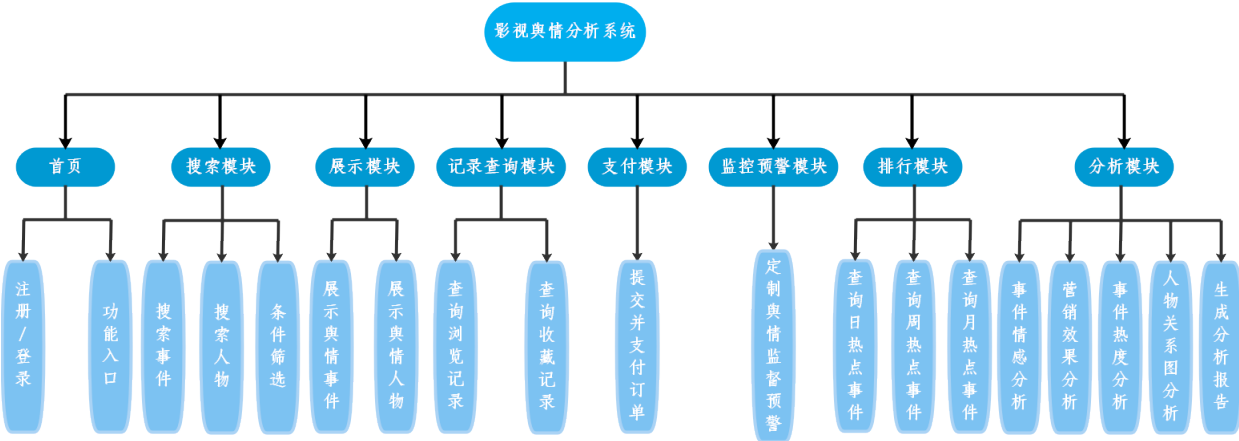 影视舆情分析系统
首页
搜索模块
展示模块
记录查询模块
支付模块
监控预警模块
排行模块
分析模块
注册/登录
功能入口
搜索事件
搜索人物
条件筛选
展示舆情事件
展示舆情人物
查询浏览记录
查询收藏记录
提交并支付订单
定制舆情监督预警
查询日热点事件
查询周热点事件
查询月热点事件
事件情感分析
营销效果分析
事件热度分析
人物关系图分析
生成分析报告